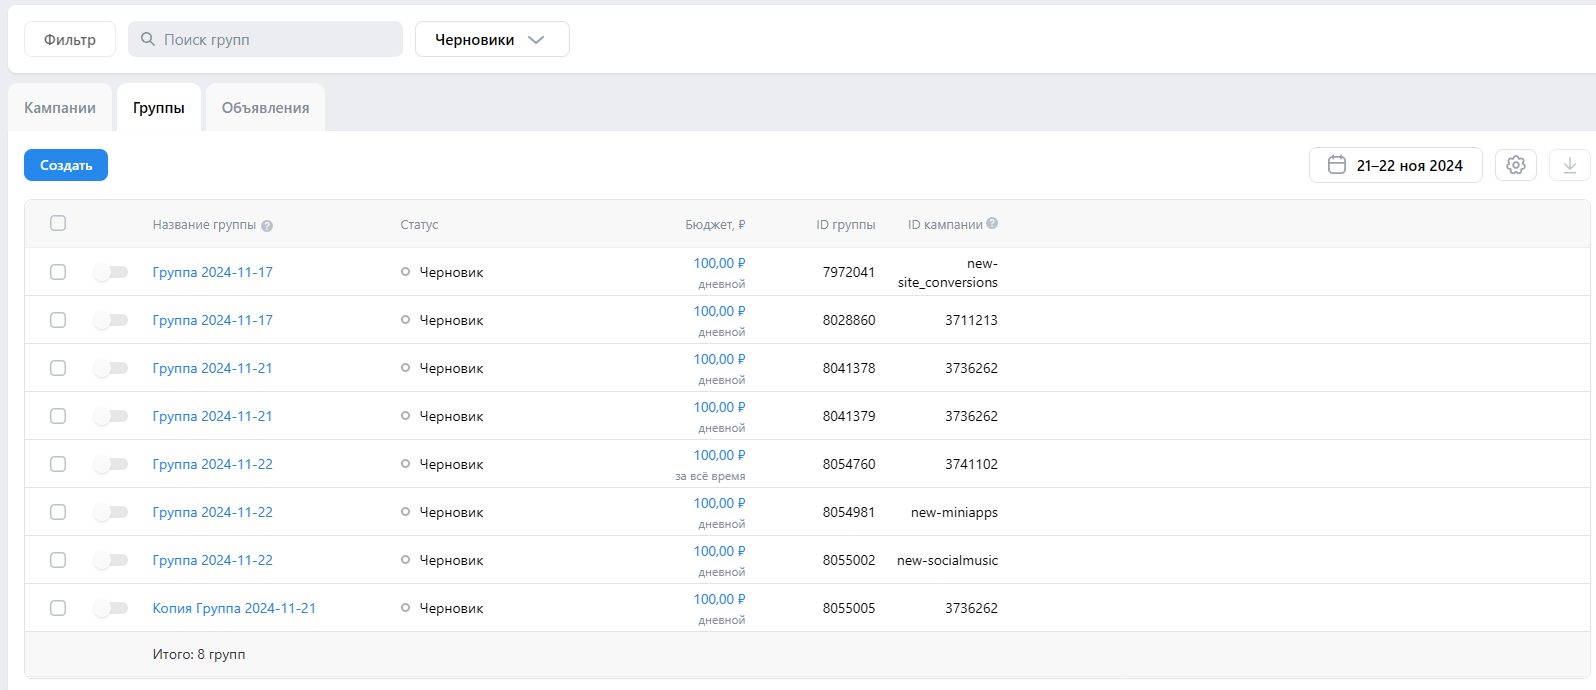 Фильтр
Поиск групп
Черновики
Кампании
Группы
Объявления
Создать
21–22 ноя 2024
Название группы ?
Статус
Бюджет, ₽
ID группы
ID кампании ?
Группа 2024-11-17
Черновик
100,00 ₽
дневной
7972041
new-
site_conversions
Группа 2024-11-17
Черновик
100,00 ₽
дневной
8028860
3711213
Группа 2024-11-21
Черновик
100,00 ₽
дневной
8041378
3736262
Группа 2024-11-21
Черновик
100,00 ₽
дневной
8041379
3736262
Группа 2024-11-22
Черновик
100,00 ₽
за всё время
8054760
3741102
Группа 2024-11-22
Черновик
100,00 ₽
дневной
8054981
new-miniapps
Группа 2024-11-22
Черновик
100,00 ₽
дневной
8055002
new-socialmusic
Копия Группа 2024-11-21
Черновик
100,00 ₽
дневной
8055005
3736262
Итого: 8 групп